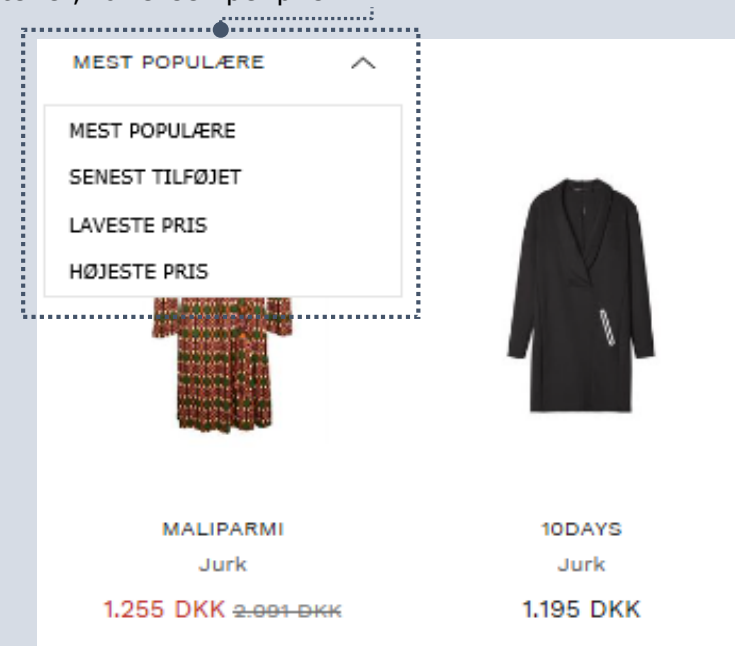 MEST POPULÆRE
MEST POPULÆRE
SENEST TILFØJET
LAVESTE PRIS
HØJESTE PRIS
MALIPARMI
Jurk
1.255 DKK 2.091 DKK
10DAYS
Jurk
1.195 DKK